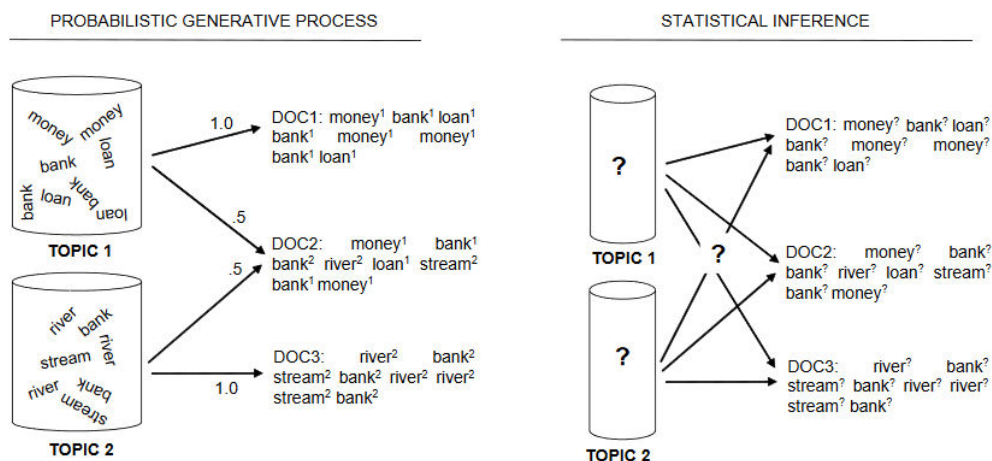 PROBABILISTIC GENERATIVE PROCESS
money
money
loan
bank
bank
loan
bank
loan
TOPIC 1
river
bank
river
stream
river
bank
stream
TOPIC 2
1.0
.5
.5
1.0
DOC1: money¹ bank¹ loan¹
bank¹ money¹ money¹
bank¹ loan¹
DOC2: money¹ bank¹
bank² river² loan¹ stream²
bank¹ money¹
DOC3: river² bank²
stream² bank² river² river²
stream² bank²
STATISTICAL INFERENCE
?
TOPIC 1
?
TOPIC 2
?
DOC1: money? bank? loan?
bank? money? money?
bank? loan?
DOC2: money? bank?
bank? river? loan? stream?
bank? money?
DOC3: river? bank?
stream? bank? river? river?
stream? bank?